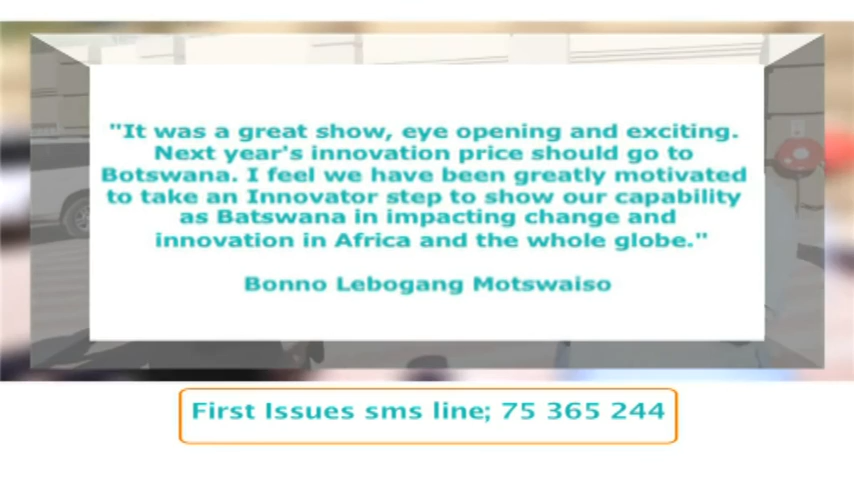 "It was a great show, eye opening and exciting.
Next year's innovation price should go to
Botswana. I feel we have been greatly motivated
to take an Innovator step to show our capability
as Batswana in impacting change and
innovation in Africa and the whole globe."
Bonno Lebogang Motswaiso
First Issues sms line; 75 365 244